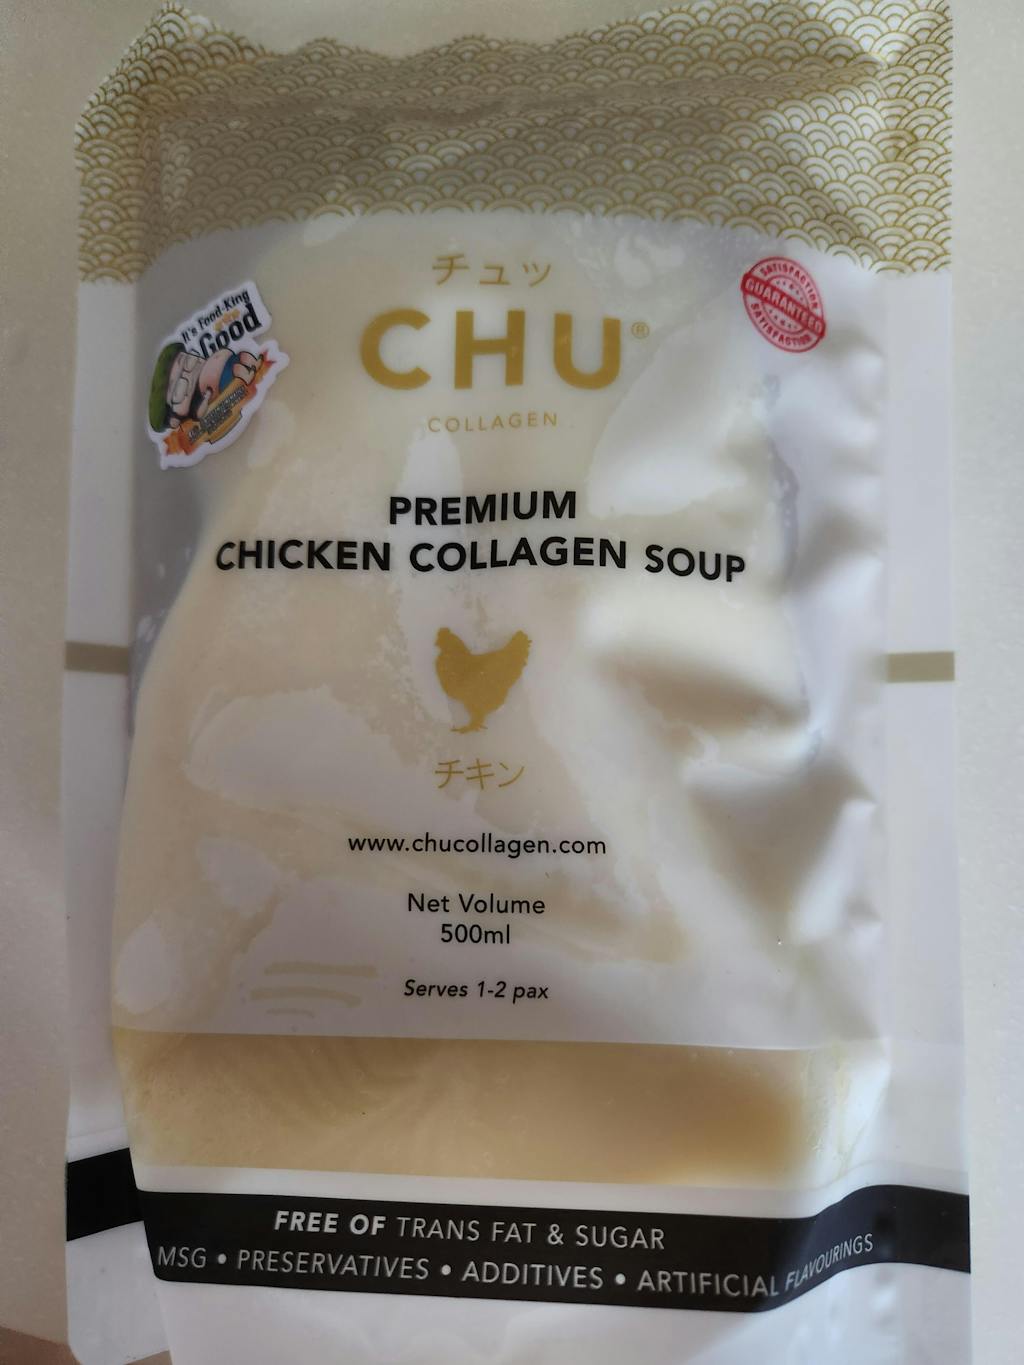 チュッ
CHU®
COLLAGEN
It's Food-King
Good
SATISFACTION
GUARANTEED
SATISFACTION
PREMIUM
CHICKEN COLLAGEN SOUP
チキン
www.chucollagen.com
Net Volume
500ml
Serves 1-2 pax
FREE OF TRANS FAT & SUGAR
MSG • PRESERVATIVES • ADDITIVES • ARTIFICIAL FLAVOURINGS